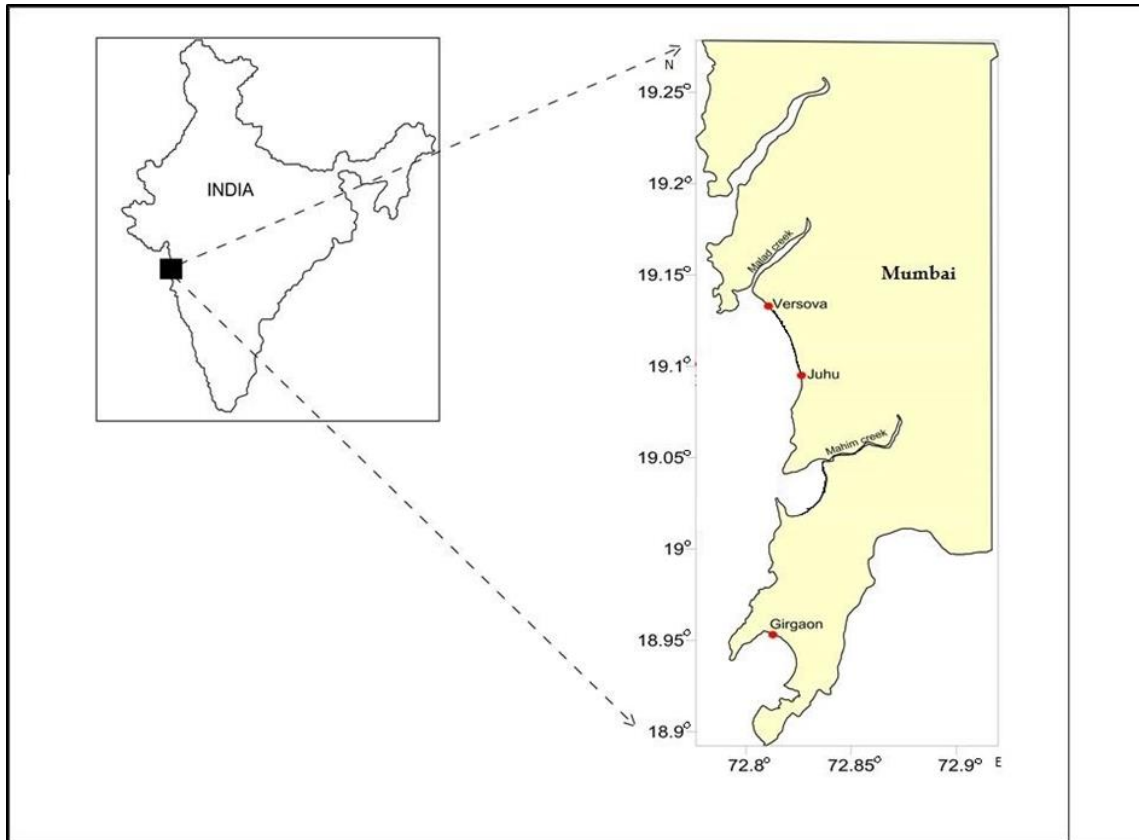 INDIA
N
19.25°
19.2°
Malad creek
19.15°
Mumbai
Versova
19.1°
Juhu
Mahim creek
19.05°
19°
Girgaon
18.95°
18.9°
72.8° 72.85° 72.9° E